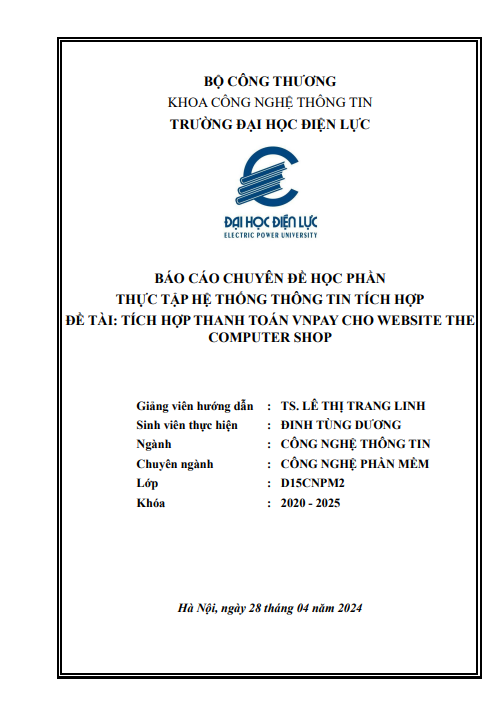 BỘ CÔNG THƯƠNG
KHOA CÔNG NGHỆ THÔNG TIN
TRƯỜNG ĐẠI HỌC ĐIỆN LỰC
ĐẠI HỌC ĐIỆN LỰC
ELECTRIC POWER UNIVERSITY
BÁO CÁO CHUYÊN ĐỀ HỌC PHẦN
THỰC TẬP HỆ THỐNG THÔNG TIN TÍCH HỢP
ĐỀ TÀI: TÍCH HỢP THANH TOÁN VNPAY CHO WEBSITE THE
COMPUTER SHOP
Giảng viên hướng dẫn : TS. LÊ THỊ TRANG LINH
Sinh viên thực hiện : ĐINH TÙNG DƯƠNG
Ngành : CÔNG NGHỆ THÔNG TIN
Chuyên ngành : CÔNG NGHỆ PHẦN MỀM
Lớp : D15CNPM2
Khóa : 2020 - 2025
Hà Nội, ngày 28 tháng 04 năm 2024